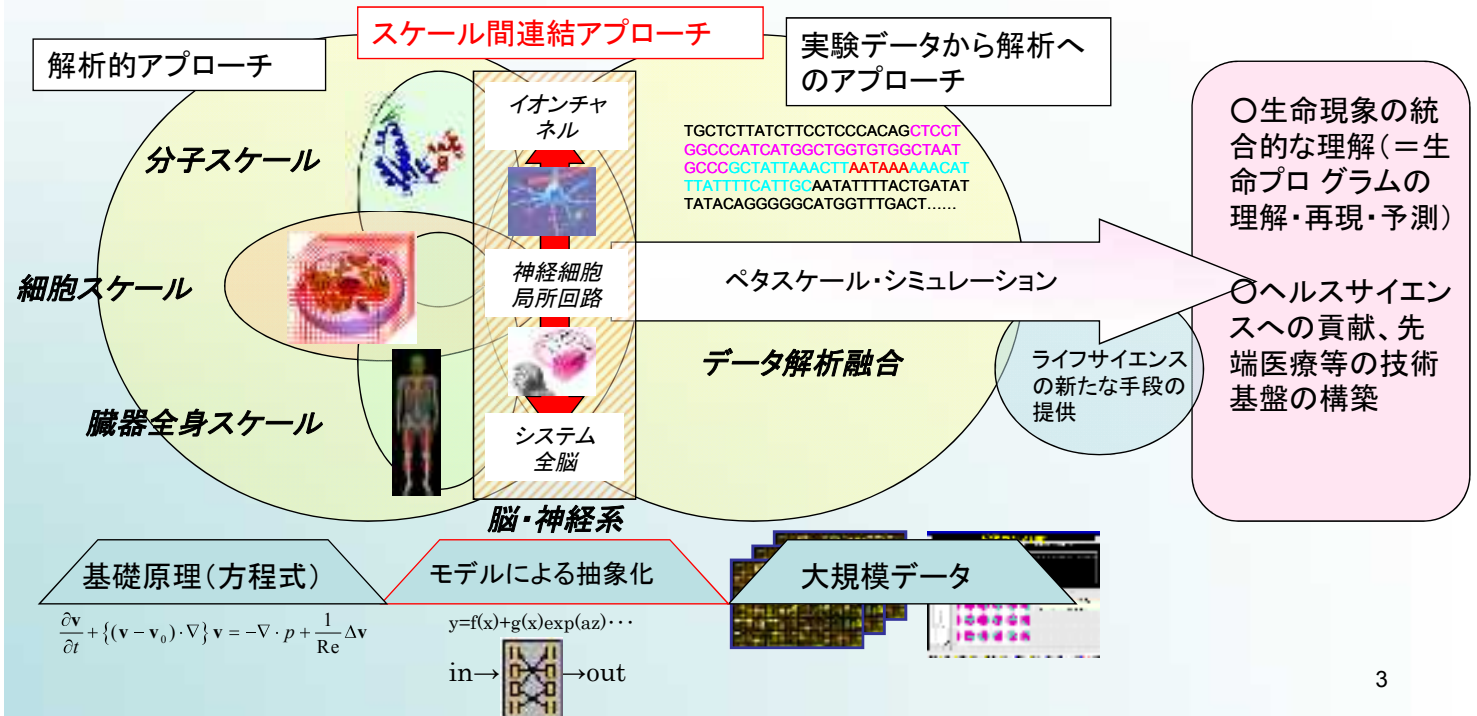 スケール間連結アプローチ
解析的アプローチ
実験データから解析へ
のアプローチ
分子スケール
細胞スケール
臓器全身スケール
イオンチャ
ネル
神経細胞
局所回路
システム
全脳
脳・神経系
TGCTCTTATCTTCCTCCCACAGCTCCT
GGCCCATCATGGCTGGTGTGGCTAAT
GCCCGCTATTAAACTTAATAAAAAACAT
TTATTTTCATTGCAATATTTTACTGATAT
TATACAGGGGGCATGGTTTGACT……
ペタスケール・シミュレーション
データ解析融合
ライフサイエンス
の新たな手段の
提供
〇生命現象の統
合的な理解(=生
命プロ グラムの
理解・再現・予測)
〇ヘルスサイエン
スへの貢献、先
端医療等の技術
基盤の構築
基礎原理(方程式)
モデルによる抽象化
大規模データ
∂v/∂t + {(v − v₀)·∇} v = −∇·p + 1/Re Δv
y=f(x)+g(x)exp(az)···
in→ →out
3